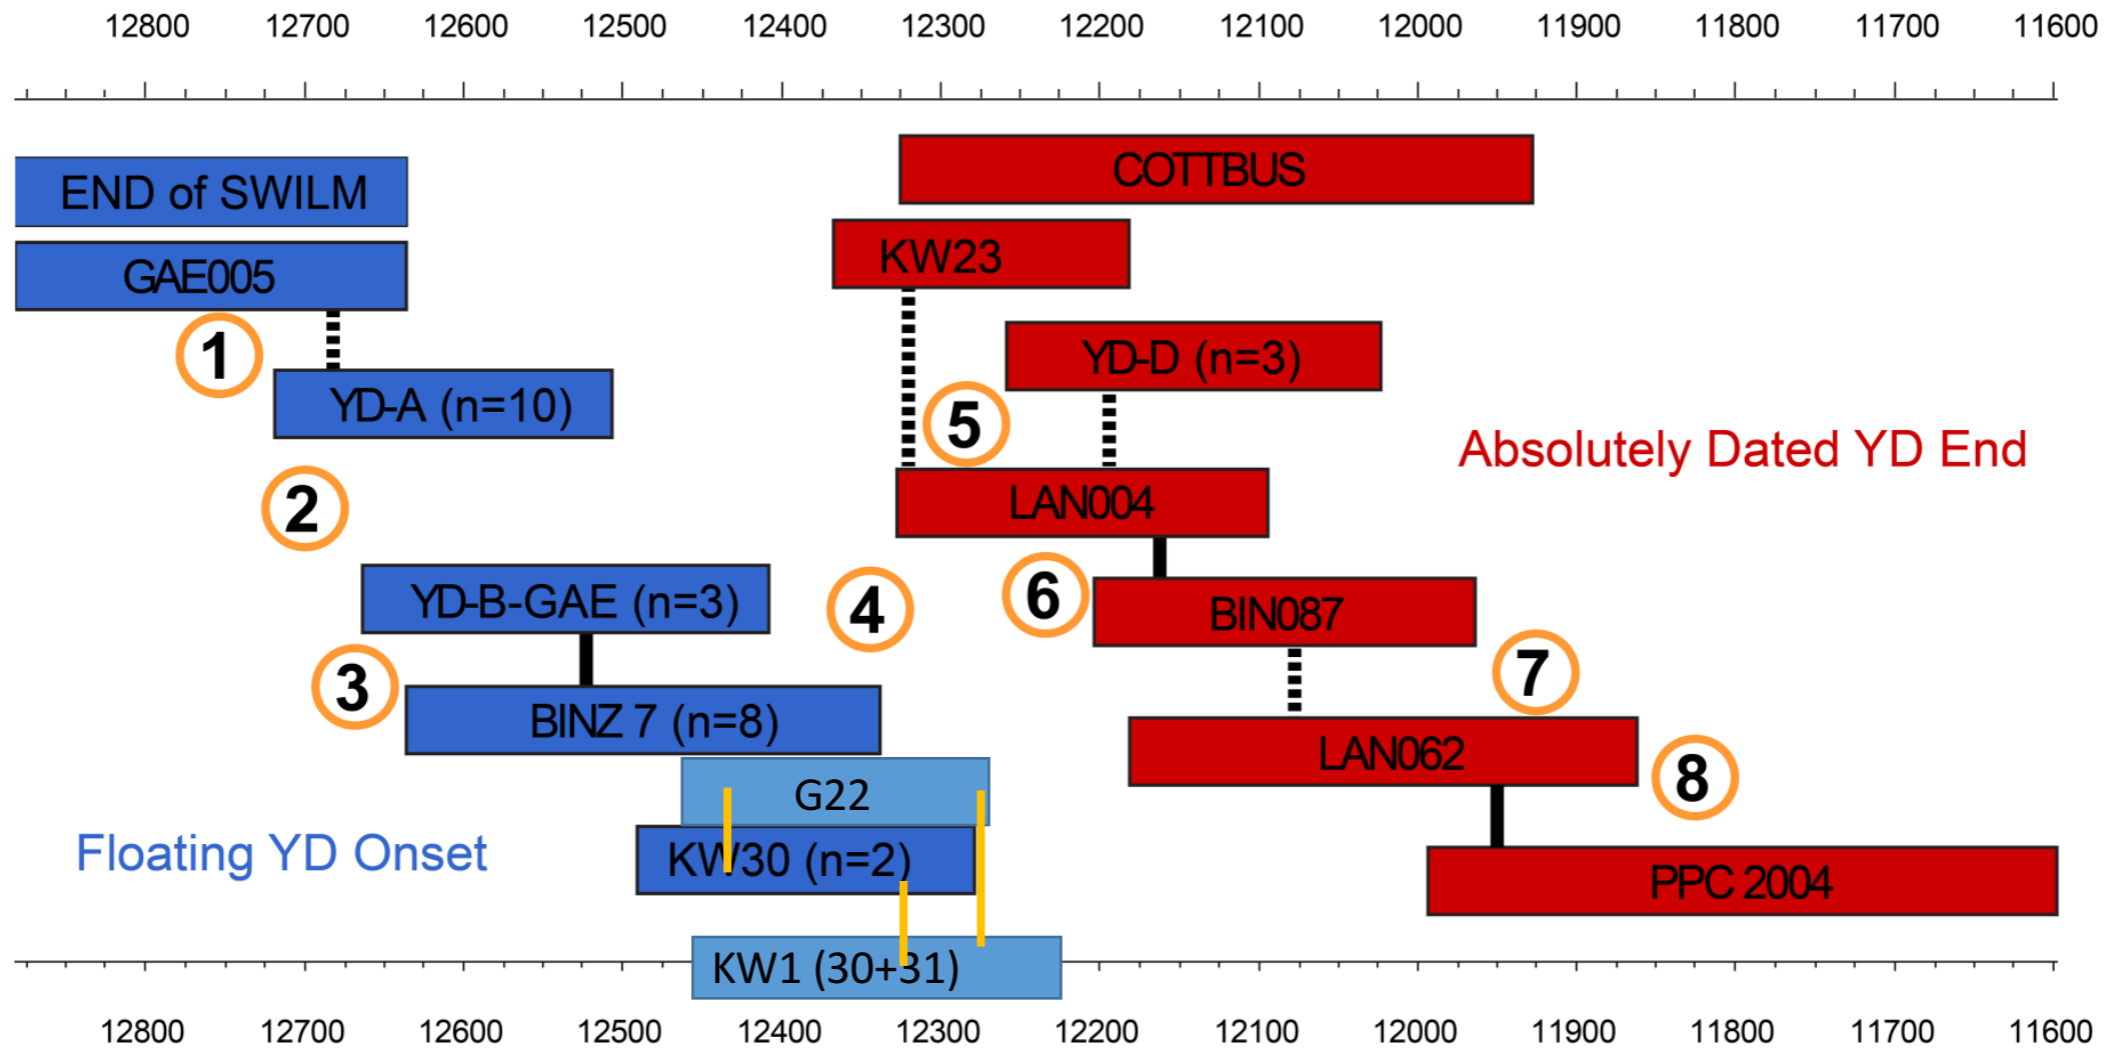 12800 12700 12600 12500 12400 12300 12200 12100 12000 11900 11800 11700 11600
COTTBUS
END of SWILM
KW23
GAE005
1
YD-D (n=3)
YD-A (n=10)
5
Absolutely Dated YD End
2
LAN004
YD-B-GAE (n=3)
4
6
BIN087
3
7
BINZ 7 (n=8)
LAN062
8
G22
Floating YD Onset
KW30 (n=2)
PPC 2004
KW1 (30+31)
12800 12700 12600 12500 12400 12300 12200 12100 12000 11900 11800 11700 11600